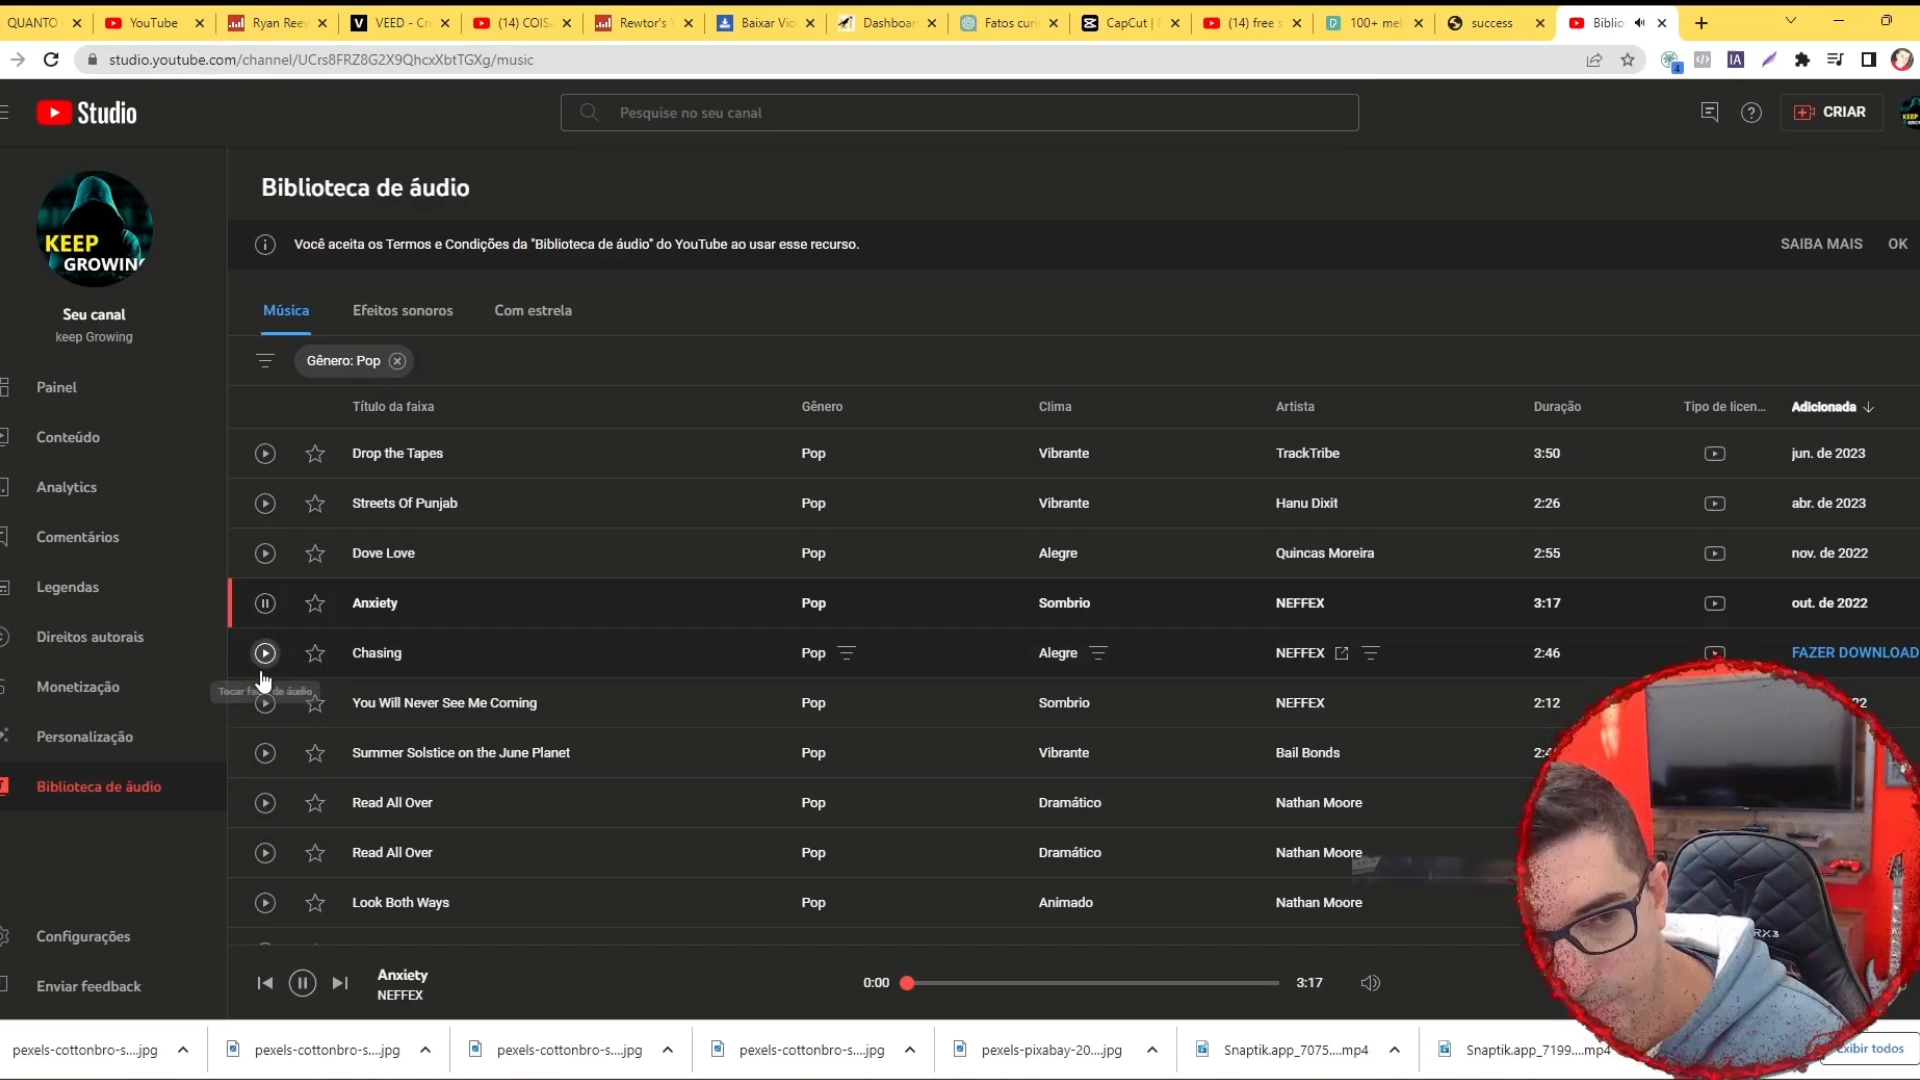 QUANTO
YouTube
Ryan Ree
VEED - Cr
(14) COIS
Rewtor's
Baixar Vid
Dashboar
Fatos curi
CapCut | E
(14) free s
100+ mel
success
Biblio
studio.youtube.com/channel/UCrs8FRZ8G2X9QhcxXbtTGXg/music
IA
Studio
Pesquise no seu canal
CRIAR
KEEP
GROWING
Seu canal
keep Growing
Painel
Conteúdo
Analytics
Comentários
Legendas
Direitos autorais
Monetização
Personalização
Biblioteca de áudio
Configurações
Enviar feedback
Biblioteca de áudio
Você aceita os Termos e Condições da "Biblioteca de áudio" do YouTube ao usar esse recurso.
SAIBA MAIS OK
Música Efeitos sonoros Com estrela
Gênero: Pop
Título da faixa Gênero Clima Artista Duração Tipo de licen... Adicionada
Drop the Tapes Pop Vibrante TrackTribe 3:50 jun. de 2023
Streets Of Punjab Pop Vibrante Hanu Dixit 2:26 abr. de 2023
Dove Love Pop Alegre Quincas Moreira 2:55 nov. de 2022
Anxiety Pop Sombrio NEFFEX 3:17 out. de 2022
Chasing Pop Alegre NEFFEX 2:46 FAZER DOWNLOAD
Tocar faixa de áudio
You Will Never See Me Coming Pop Sombrio NEFFEX 2:12
Summer Solstice on the June Planet Pop Vibrante Bail Bonds
Read All Over Pop Dramático Nathan Moore
Read All Over Pop Dramático Nathan Moore
Look Both Ways Pop Animado Nathan Moore
Anxiety
NEFFEX
0:00 3:17
pexels-cottonbro-s....jpg
pexels-cottonbro-s....jpg
pexels-cottonbro-s....jpg
pexels-cottonbro-s....jpg
pexels-pixabay-20....jpg
Snaptik.app_7075....mp4
Snaptik.app_7199....mp4
Exibir todos